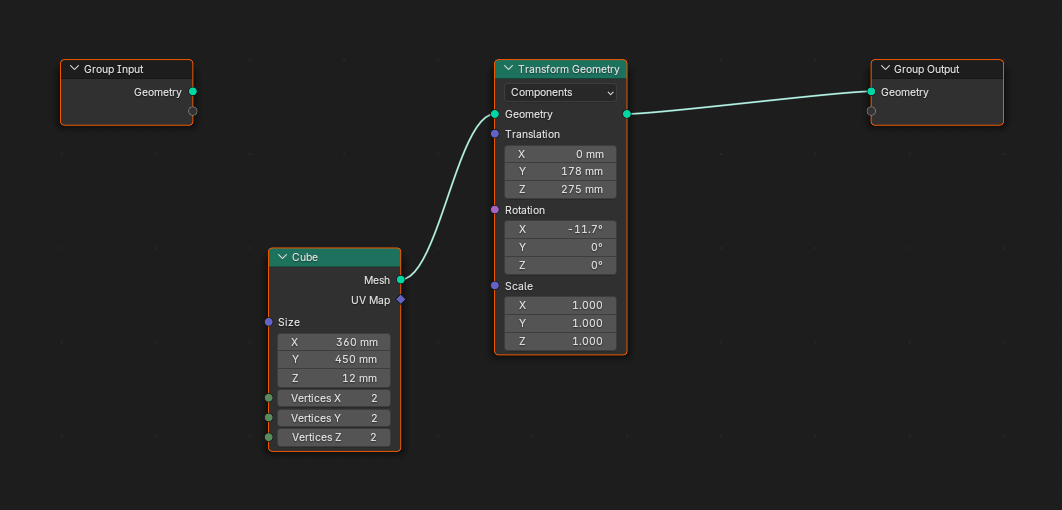 Group Input
Geometry
Cube
Mesh
UV Map
Size
X 360 mm
Y 450 mm
Z 12 mm
Vertices X 2
Vertices Y 2
Vertices Z 2
Transform Geometry
Components
Geometry
Translation
X 0 mm
Y 178 mm
Z 275 mm
Rotation
X -11.7°
Y 0°
Z 0°
Scale
X 1.000
Y 1.000
Z 1.000
Group Output
Geometry